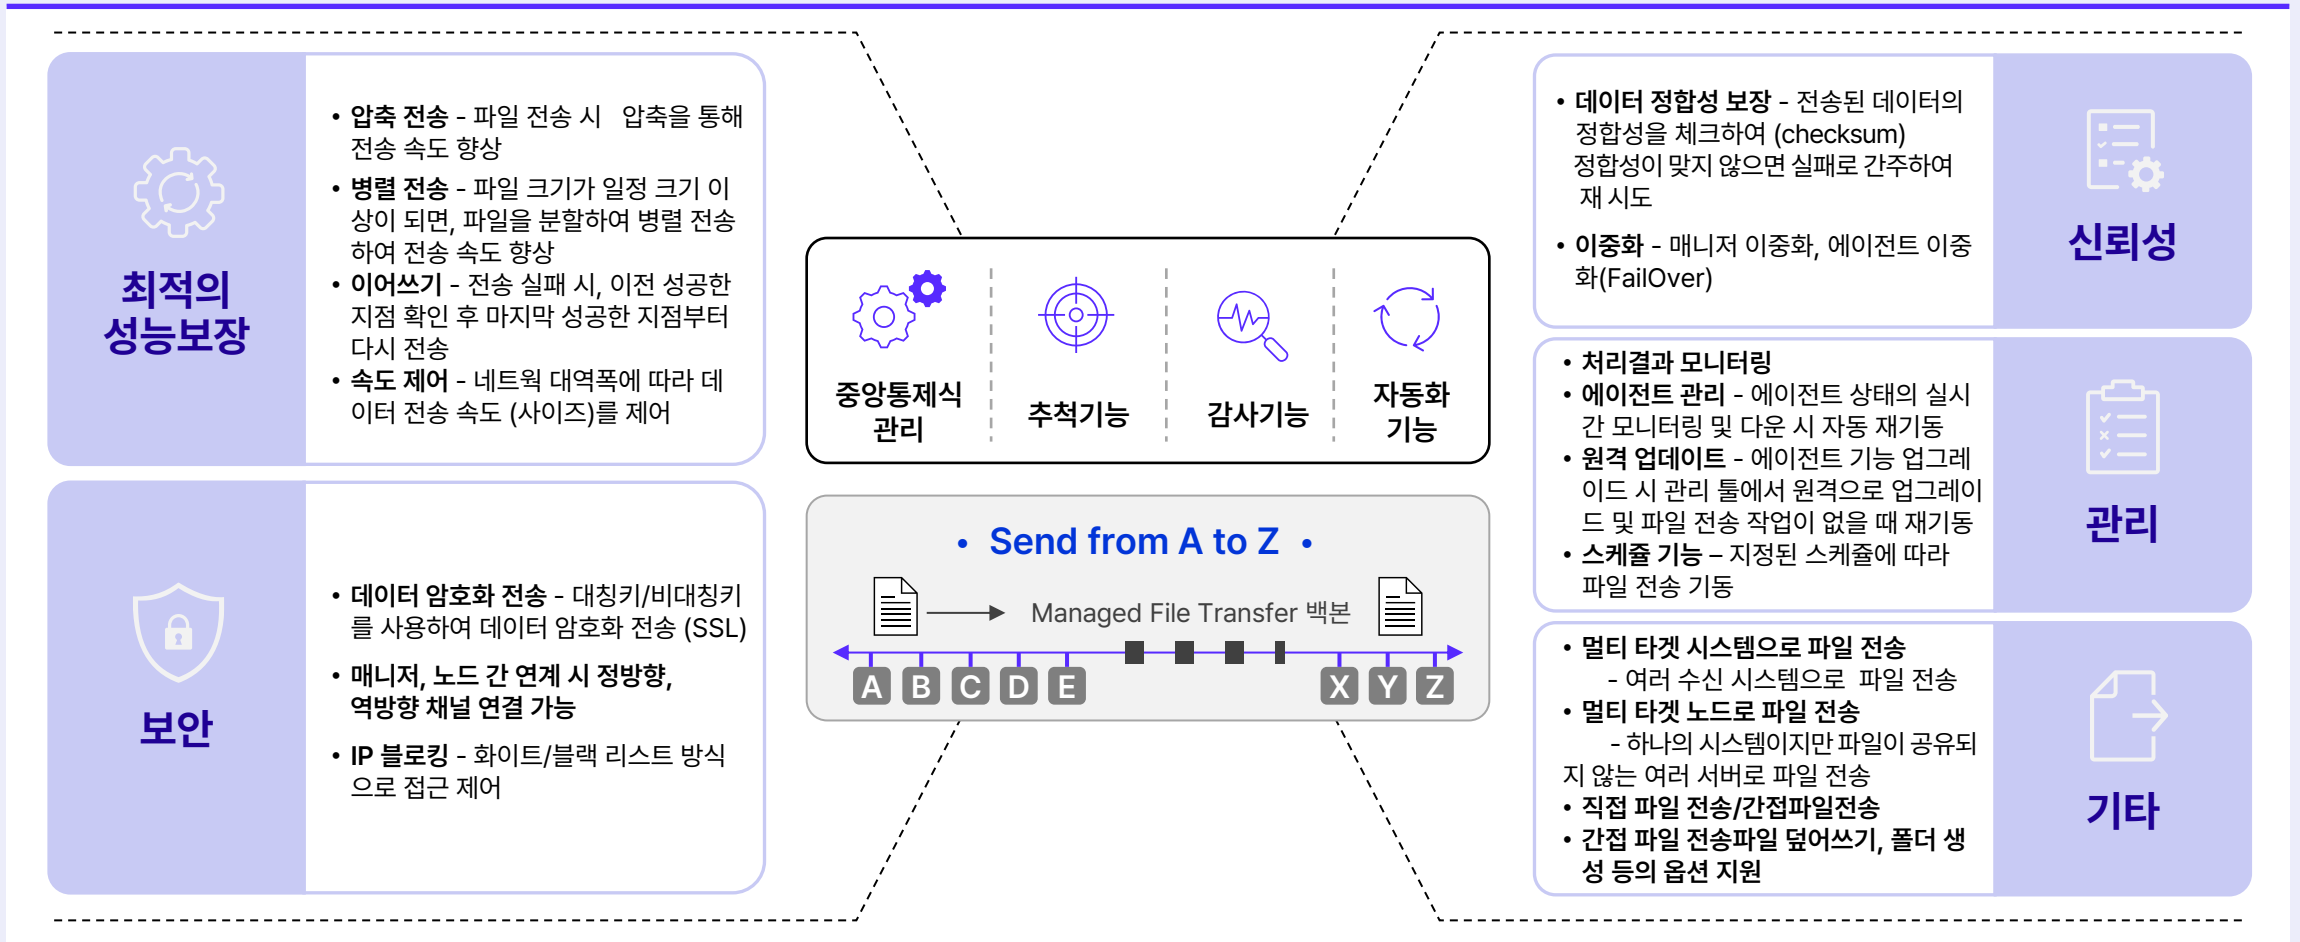 최적의
성능보장
• 압축 전송 - 파일 전송 시 압축을 통해
전송 속도 향상
• 병렬 전송 - 파일 크기가 일정 크기 이
상이 되면, 파일을 분할하여 병렬 전송
하여 전송 속도 향상
• 이어쓰기 - 전송 실패 시, 이전 성공한
지점 확인 후 마지막 성공한 지점부터
다시 전송
• 속도 제어 - 네트웍 대역폭에 따라 데
이터 전송 속도 (사이즈)를 제어
보안
• 데이터 암호화 전송 - 대칭키/비대칭키
를 사용하여 데이터 암호화 전송 (SSL)
• 매니저, 노드 간 연계 시 정방향,
역방향 채널 연결 가능
• IP 블로킹 - 화이트/블랙 리스트 방식
으로 접근 제어
중앙통제식
관리
추척기능
감사기능
자동화
기능
• Send from A to Z •
Managed File Transfer 백본
A B C D E X Y Z
• 데이터 정합성 보장 - 전송된 데이터의
정합성을 체크하여 (checksum)
정합성이 맞지 않으면 실패로 간주하여
재 시도
• 이중화 - 매니저 이중화, 에이전트 이중
화(FailOver)
신뢰성
• 처리결과 모니터링
• 에이전트 관리 - 에이전트 상태의 실시
간 모니터링 및 다운 시 자동 재기동
• 원격 업데이트 - 에이전트 기능 업그레
이드 시 관리 툴에서 원격으로 업그레이
드 및 파일 전송 작업이 없을 때 재기동
• 스케쥴 기능 – 지정된 스케쥴에 따라
파일 전송 기동
관리
• 멀티 타겟 시스템으로 파일 전송
- 여러 수신 시스템으로 파일 전송
• 멀티 타겟 노드로 파일 전송
- 하나의 시스템이지만 파일이 공유되
지 않는 여러 서버로 파일 전송
• 직접 파일 전송/간접파일전송
• 간접 파일 전송파일 덮어쓰기, 폴더 생
성 등의 옵션 지원
기타